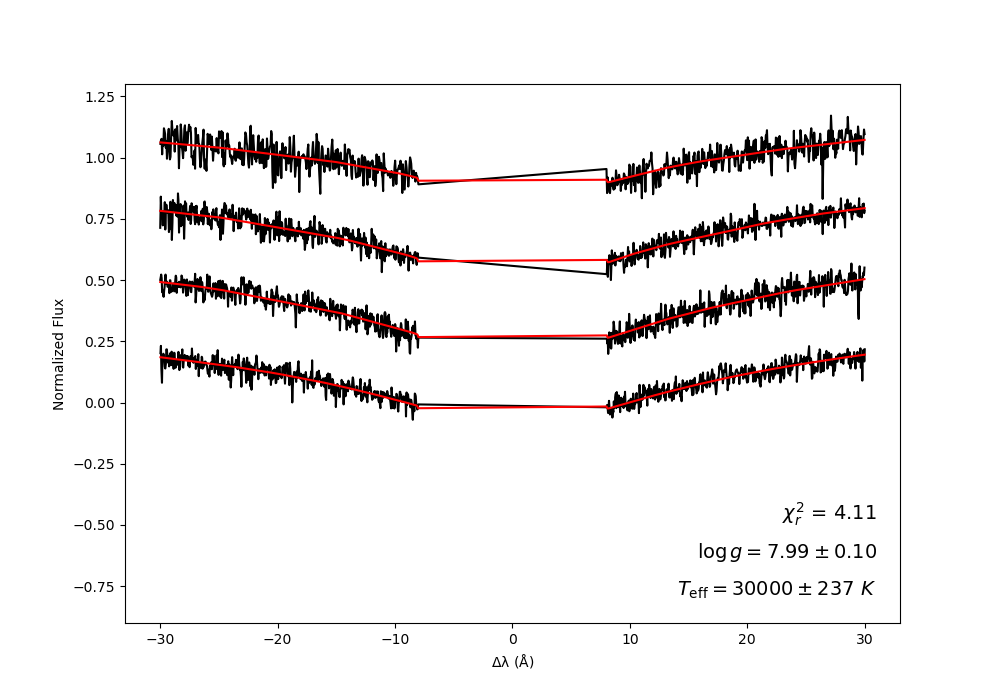 1.25
1.00
0.75
0.50
0.25
0.00
−0.25
−0.50
−0.75
Normalized Flux
χ²ᵣ = 4.11
log g = 7.99 ± 0.10
T_eff = 30000 ± 237 K
−30 −20 −10 0 10 20 30
Δλ (Å)